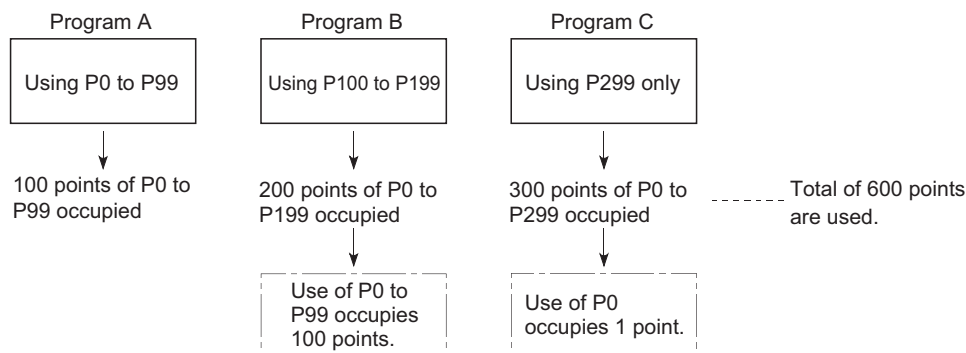 Program A
Using P0 to P99
100 points of P0 to
P99 occupied
Program B
Using P100 to P199
200 points of P0 to
P199 occupied
Use of P0 to
P99 occupies
100 points.
Program C
Using P299 only
300 points of P0 to
P299 occupied
Use of P0
occupies 1 point.
Total of 600 points
are used.